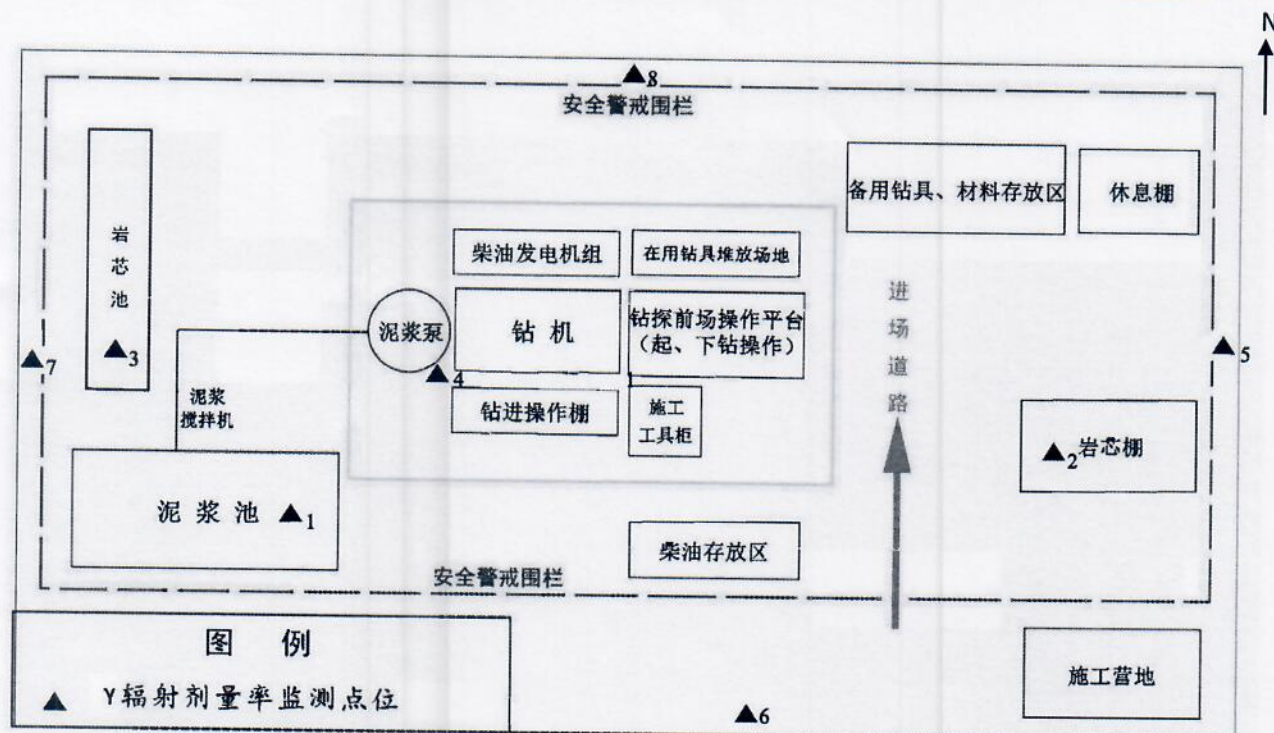 N
▲8
安全警戒围栏
备用钻具、材料存放区
休息棚
岩芯池
柴油发电机组
在用钻具堆放场地
泥浆泵
钻 机
钻探前场操作平台
（起、下钻操作）
进场道路
▲7
▲3
▲4
▲5
泥浆
搅拌机
钻进操作棚
施工
工具柜
▲2
岩芯棚
泥 浆 池
▲1
柴油存放区
安全警戒围栏
图 例
▲ γ辐射剂量率监测点位
施工营地
▲6